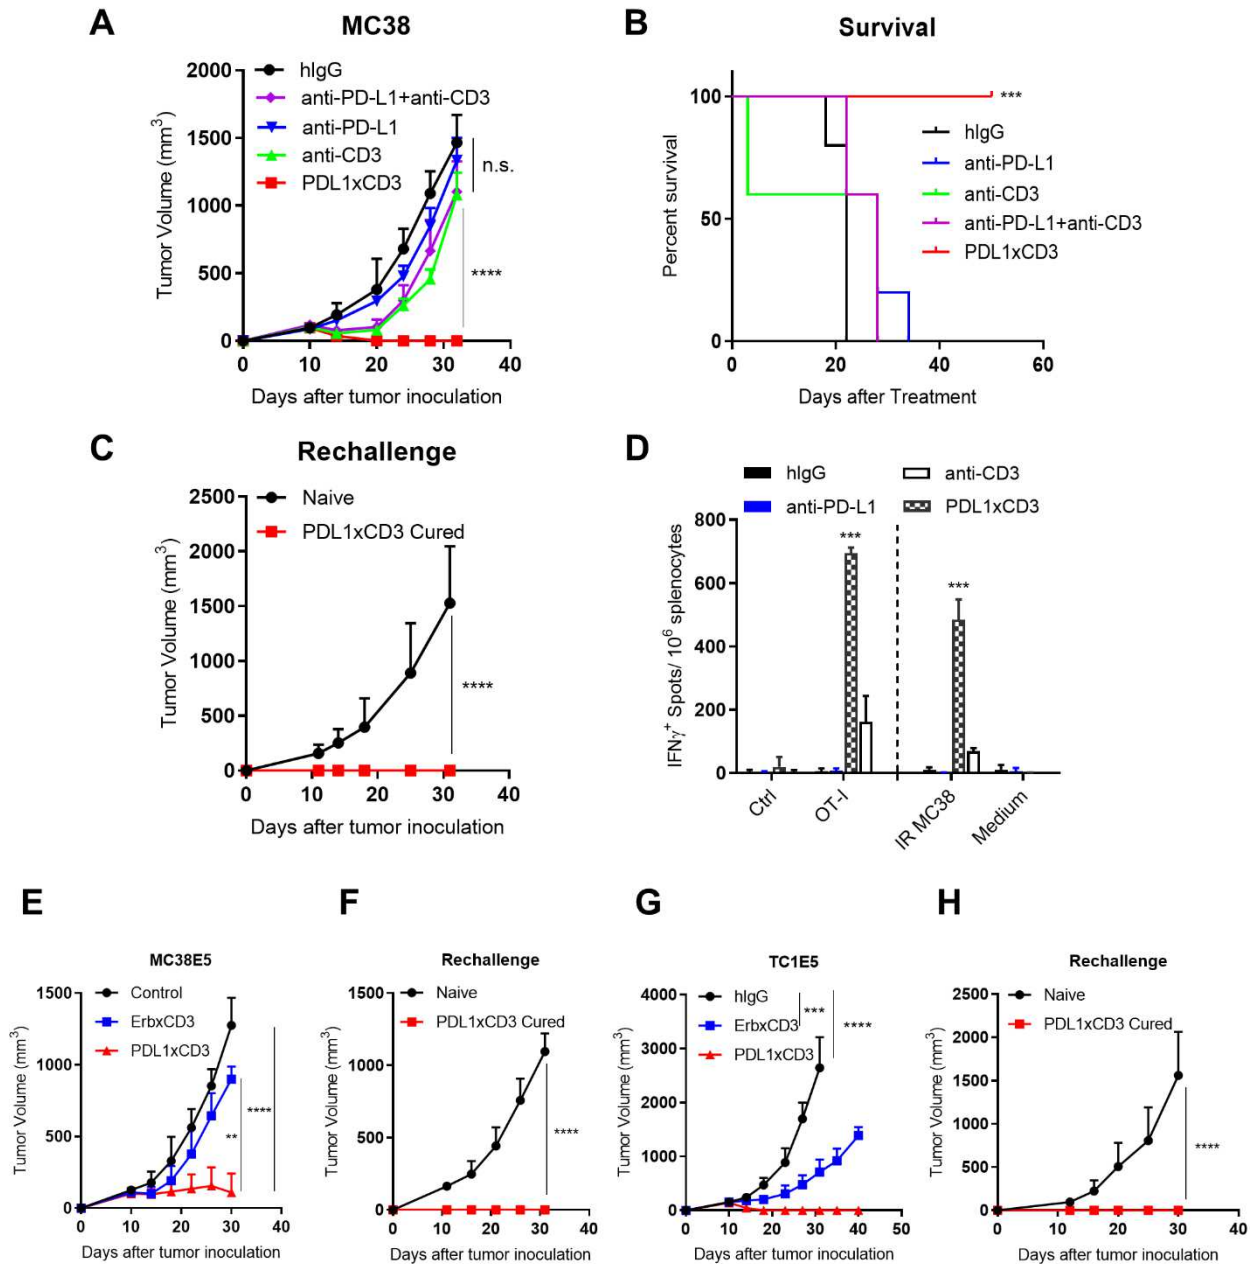 A
MC38
hIgG
anti-PD-L1+anti-CD3
anti-PD-L1
anti-CD3
PDL1xCD3
2000
1500
1000
500
0
Tumor Volume (mm³)
n.s.
****
0 10 20 30 40
Days after tumor inoculation
B
Survival
100
50
0
Percent survival
***
hIgG
anti-PD-L1
anti-CD3
anti-PD-L1+anti-CD3
PDL1xCD3
0 20 40 60
Days after Treatment
C
Rechallenge
Naive
PDL1xCD3 Cured
2500
2000
1500
1000
500
0
Tumor Volume (mm³)
****
0 10 20 30 40
Days after tumor inoculation
D
hIgG
anti-CD3
anti-PD-L1
PDL1xCD3
800
600
400
200
0
IFNγ⁺ Spots/ 10⁶ splenocytes
***
***
Ctrl
OT-I
IR MC38
Medium
E
MC38E5
Control
ErbxCD3
PDL1xCD3
1500
1000
500
0
Tumor Volume (mm³)
****
**
0 10 20 30 40
Days after tumor inoculation
F
Rechallenge
Naive
PDL1xCD3 Cured
1500
1000
500
0
Tumor Volume (mm³)
****
0 10 20 30 40
Days after tumor inoculation
G
TC1E5
hIgG
ErbxCD3
PDL1xCD3
4000
3000
2000
1000
0
Tumor Volume (mm³)
***
****
0 10 20 30 40 50
Days after tumor inoculation
H
Rechallenge
Naive
PDL1xCD3 Cured
2500
2000
1500
1000
500
0
Tumor Volume (mm³)
****
0 10 20 30 40
Days after tumor inoculation